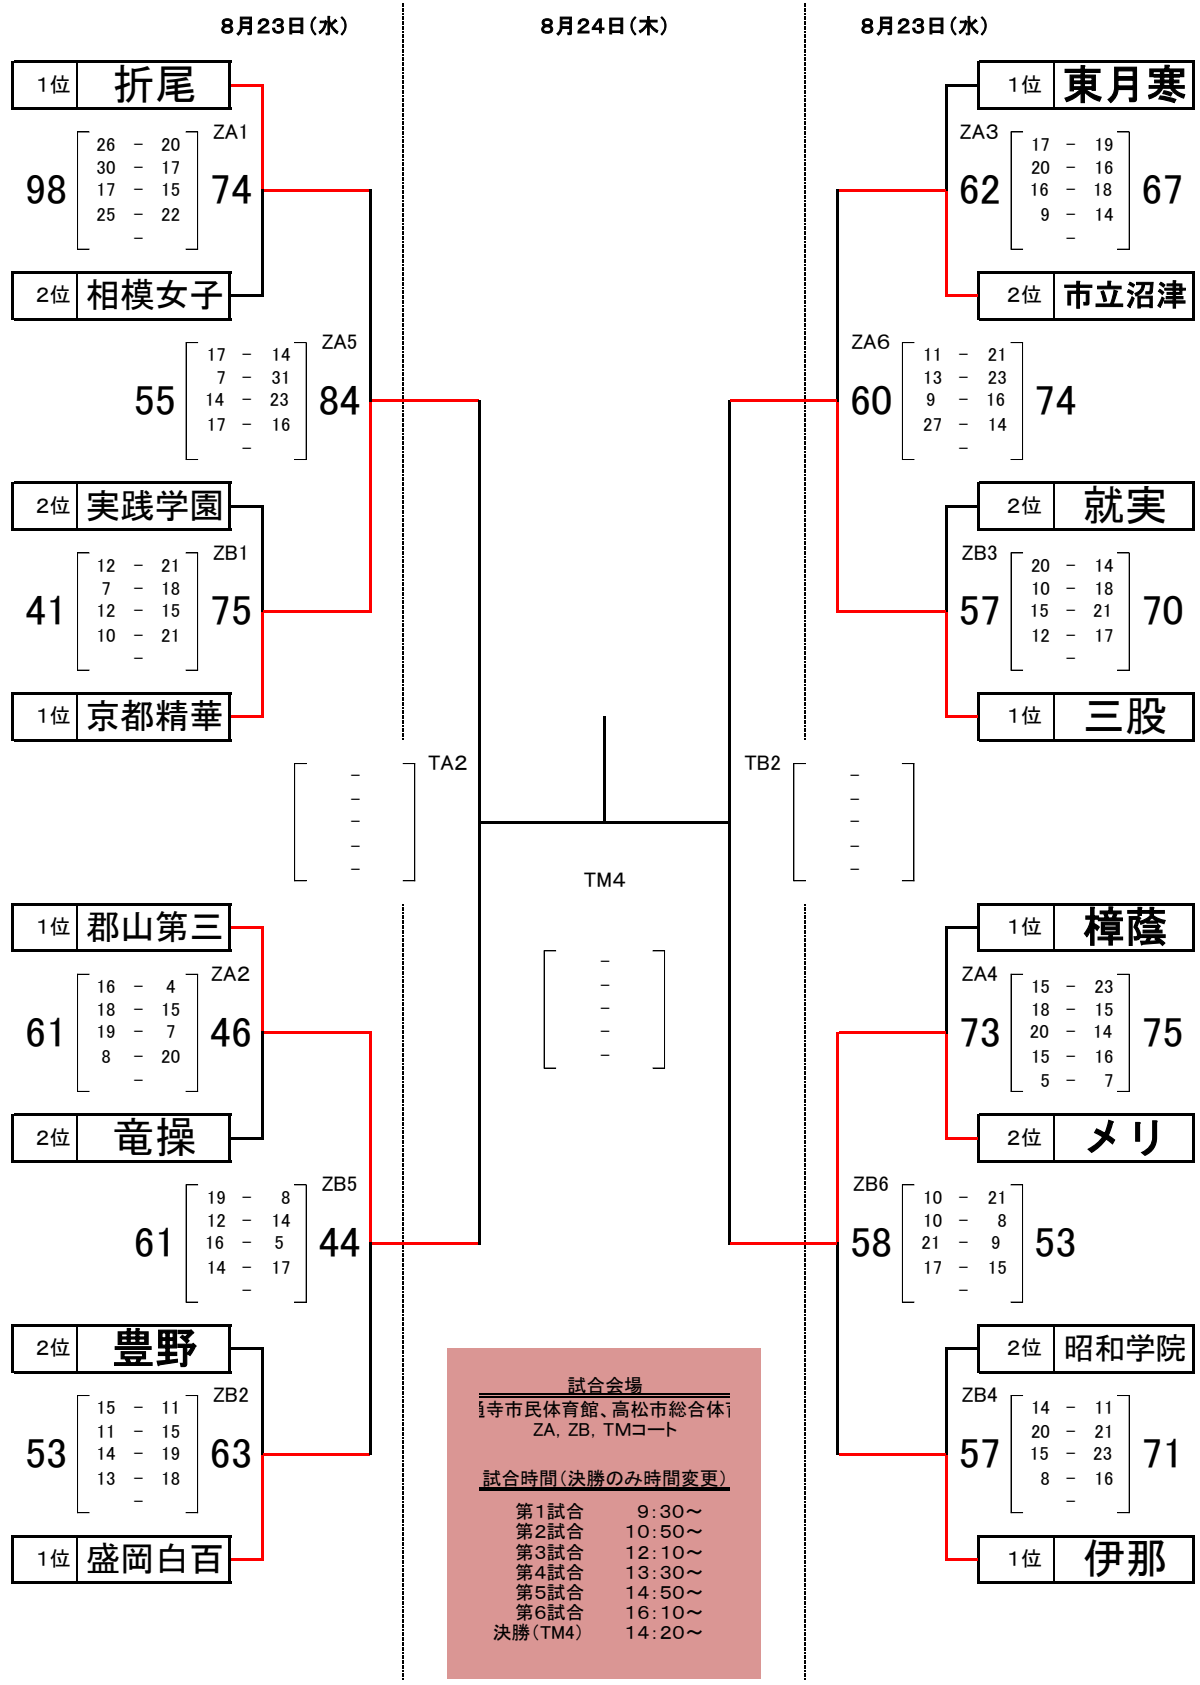 8月23日（水）
8月24日（木）
8月23日（水）
1位 折尾
ZA1
98
26 － 20
30 － 17
17 － 15
25 － 22
－
74
2位 相模女子
ZA5
55
17 － 14
7 － 31
14 － 23
17 － 16
－
84
2位 実践学園
ZB1
41
12 － 21
7 － 18
12 － 15
10 － 21
－
75
1位 京都精華
TA2
－
－
－
－
－
1位 郡山第三
ZA2
61
16 － 4
18 － 15
19 － 7
8 － 20
－
46
2位 竜操
ZB5
61
19 － 8
12 － 14
16 － 5
14 － 17
－
44
2位 豊野
ZB2
53
15 － 11
11 － 15
14 － 19
13 － 18
－
63
1位 盛岡白百
TM4
－
－
－
－
－
試合会場
通寺市民体育館、高松市総合体育
ZA，ZB，TMコート
試合時間（決勝のみ時間変更）
第1試合 9：30～
第2試合 10：50～
第3試合 12：10～
第4試合 13：30～
第5試合 14：50～
第6試合 16：10～
決勝（TM4） 14：20～
1位 東月寒
ZA3
62
17 － 19
20 － 16
16 － 18
9 － 14
－
67
2位 市立沼津
ZA6
60
11 － 21
13 － 23
9 － 16
27 － 14
－
74
2位 就実
ZB3
57
20 － 14
10 － 18
15 － 21
12 － 17
－
70
1位 三股
TB2
－
－
－
－
－
1位 樟蔭
ZA4
73
15 － 23
18 － 15
20 － 14
15 － 16
5 － 7
75
2位 メリ
ZB6
58
10 － 21
10 － 8
21 － 9
17 － 15
－
53
2位 昭和学院
ZB4
57
14 － 11
20 － 21
15 － 23
8 － 16
－
71
1位 伊那